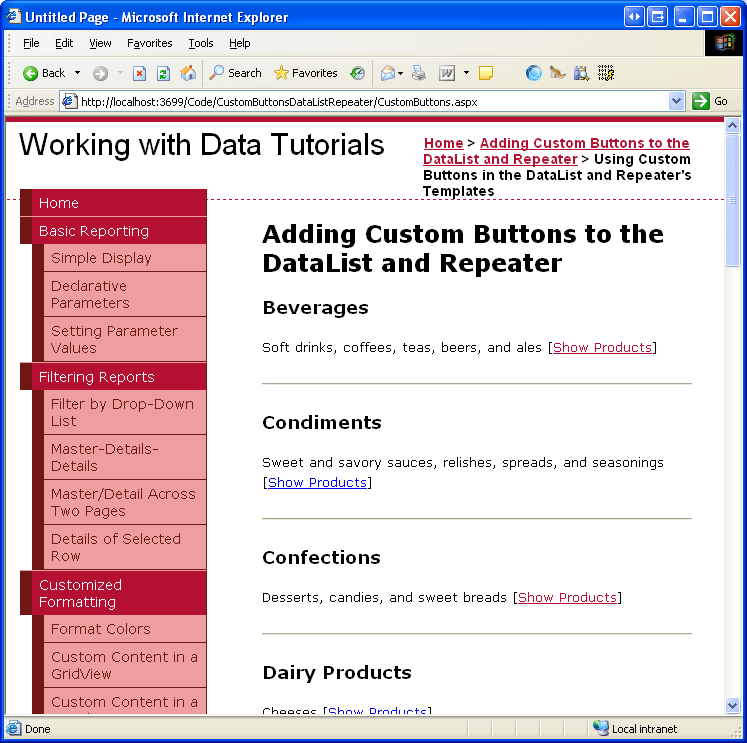 Untitled Page - Microsoft Internet Explorer
File Edit View Favorites Tools Help
Back Search Favorites
Address http://localhost:3699/Code/CustomButtonsDataListRepeater/CustomButtons.aspx Go
Working with Data Tutorials
Home > Adding Custom Buttons to the
DataList and Repeater > Using Custom
Buttons in the DataList and Repeater's
Templates
Home
Basic Reporting
Simple Display
Declarative
Parameters
Setting Parameter
Values
Filtering Reports
Filter by Drop-Down
List
Master-Details-
Details
Master/Detail Across
Two Pages
Details of Selected
Row
Customized
Formatting
Format Colors
Custom Content in a
GridView
Custom Content in a
Adding Custom Buttons to the
DataList and Repeater
Beverages
Soft drinks, coffees, teas, beers, and ales [Show Products]
Condiments
Sweet and savory sauces, relishes, spreads, and seasonings
[Show Products]
Confections
Desserts, candies, and sweet breads [Show Products]
Dairy Products
Cheeses [Show Products]
Done Local intranet